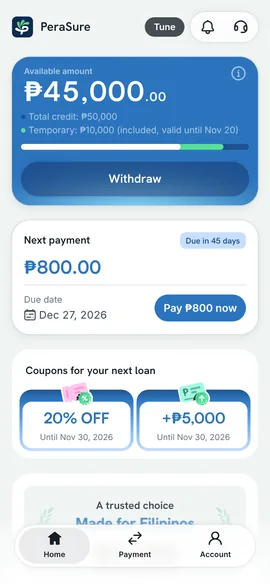 PeraSure
Tune
Available amount
₱45,000.00
Total credit: ₱50,000
Temporary: ₱10,000 (included, valid until Nov 20)
Withdraw
Next payment
Due in 45 days
₱800.00
Due date
Dec 27, 2026
Pay ₱800 now
Coupons for your next loan
20% OFF
Until Nov 30, 2026
+₱5,000
Until Nov 30, 2026
A trusted choice
Made for Filipinos
Home
Payment
Account